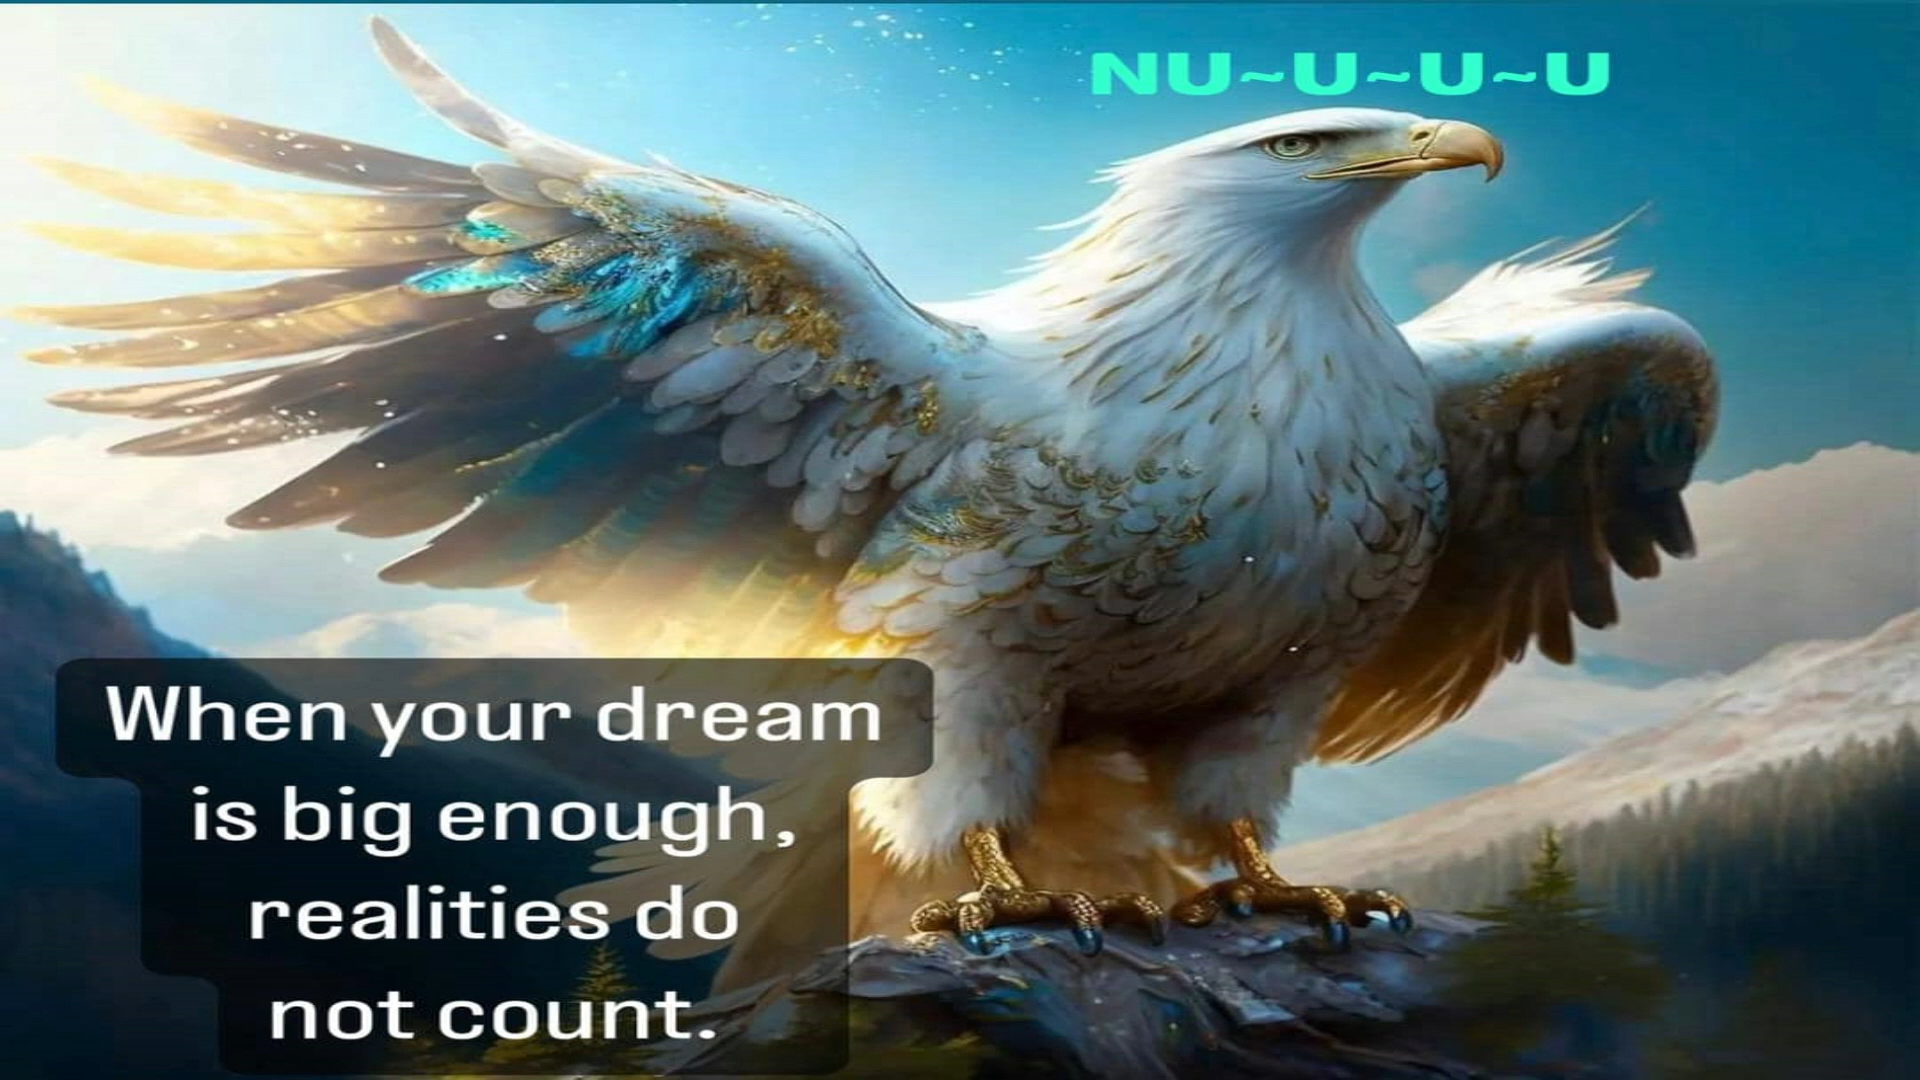 NU~U~U~U
When your dream
is big enough,
realities do
not count.